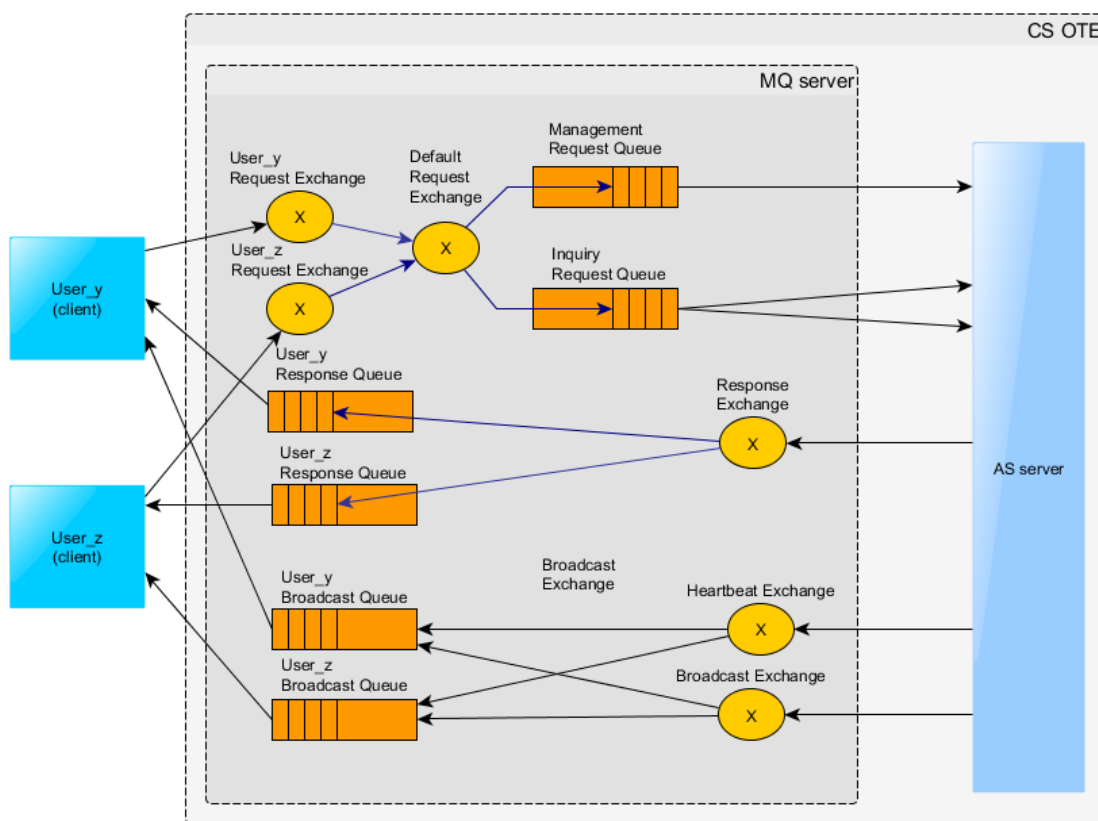 CS OTE
MQ server
Management
Request Queue
User_y
Request Exchange
Default
Request
Exchange
X
X
User_z
Request Exchange
Inquiry
Request Queue
X
User_y
(client)
User_y
Response Queue
Response
Exchange
X
User_z
Response Queue
AS server
User_z
(client)
Broadcast
Exchange
User_y
Broadcast Queue
Heartbeat Exchange
X
User_z
Broadcast Queue
Broadcast Exchange
X